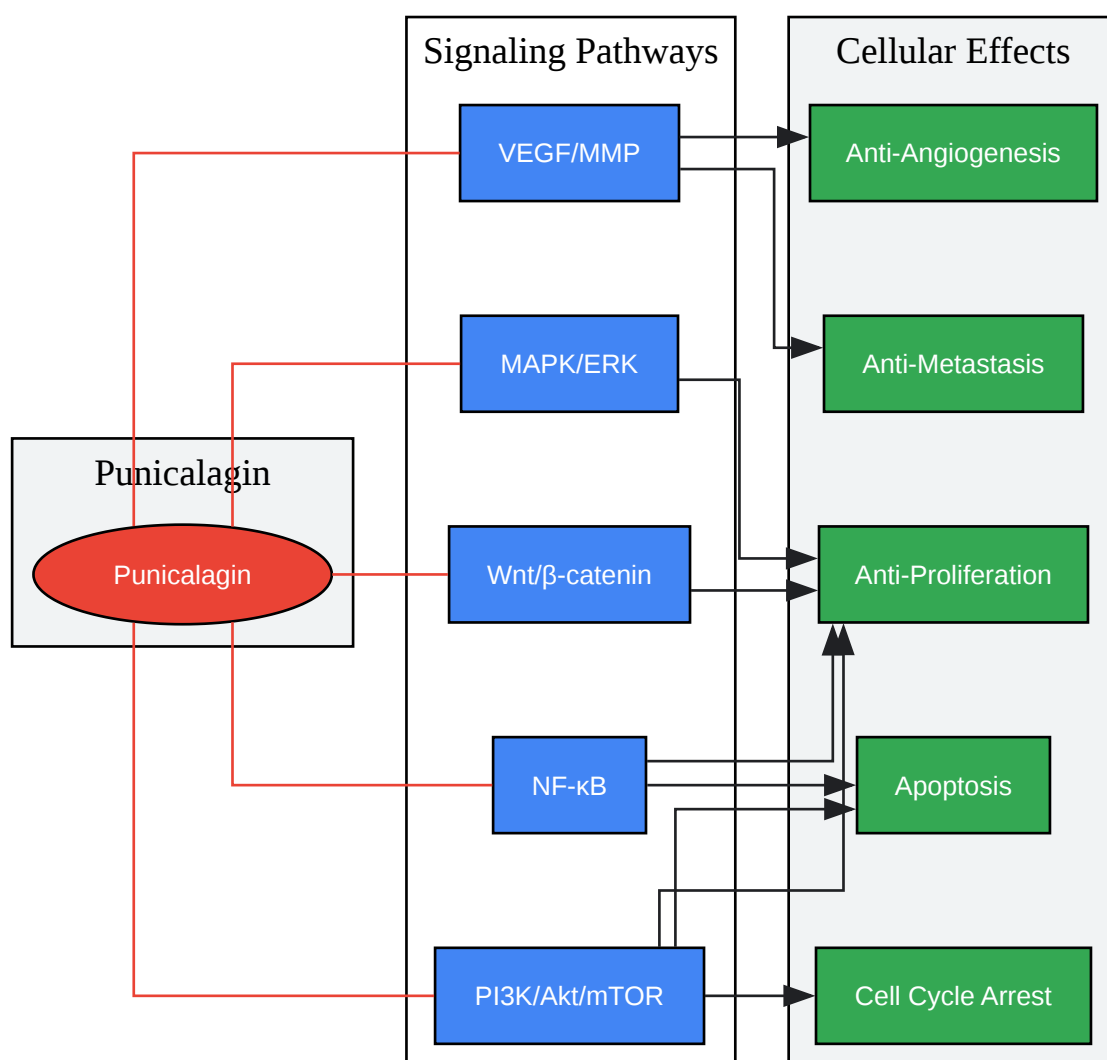 Signaling Pathways
Cellular Effects
VEGF/MMP
Anti-Angiogenesis
MAPK/ERK
Anti-Metastasis
Punicalagin
Punicalagin
Wnt/β-catenin
Anti-Proliferation
NF-κB
Apoptosis
PI3K/Akt/mTOR
Cell Cycle Arrest